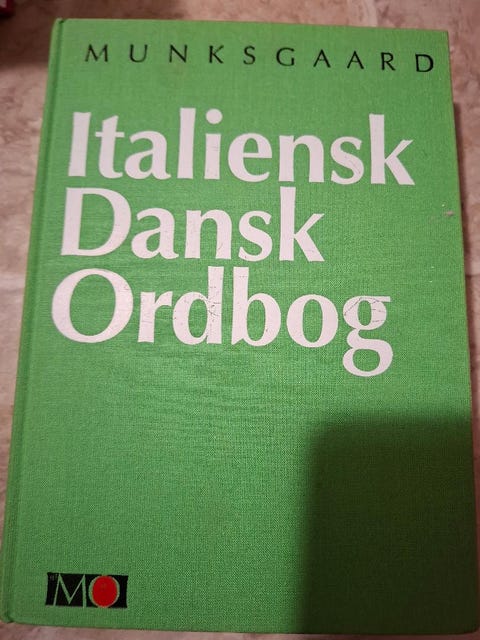 MUNKSGAARD
Italiensk
Dansk
Ordbog
MO